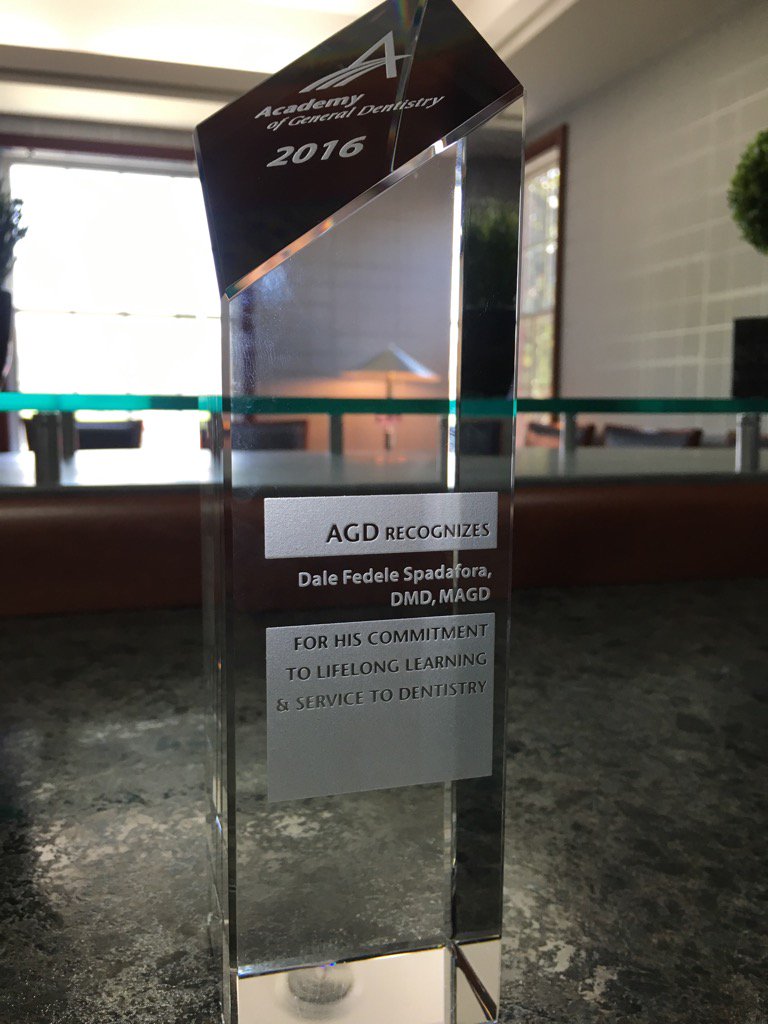 Academy
of General Dentistry
2016
AGD RECOGNIZES
Dale Fedele Spadafora,
DMD, MAGD
FOR HIS COMMITMENT
TO LIFELONG LEARNING
& SERVICE TO DENTISTRY